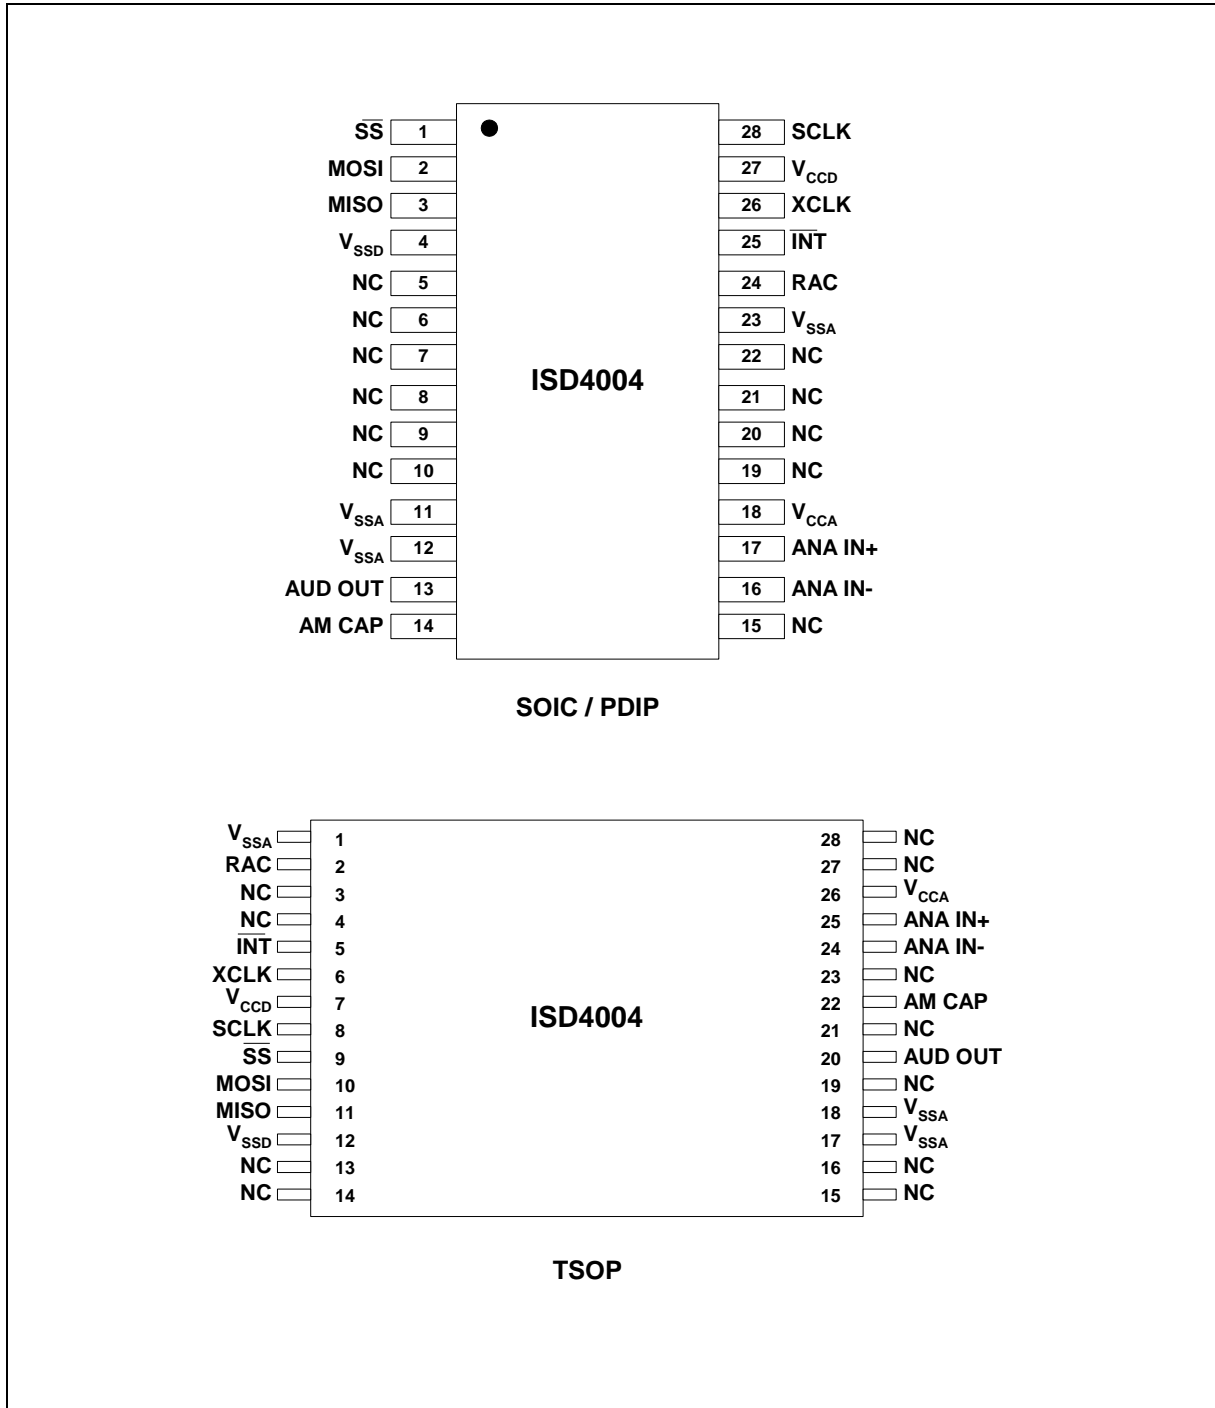 SS 1 28 SCLK
MOSI 2 27 VCCD
MISO 3 26 XCLK
VSSD 4 25 INT
NC 5 24 RAC
NC 6 23 VSSA
NC 7 22 NC
ISD4004
NC 8 21 NC
NC 9 20 NC
NC 10 19 NC
VSSA 11 18 VCCA
VSSA 12 17 ANA IN+
AUD OUT 13 16 ANA IN-
AM CAP 14 15 NC
SOIC / PDIP
VSSA 1 28 NC
RAC 2 27 NC
NC 3 26 VCCA
NC 4 25 ANA IN+
INT 5 24 ANA IN-
XCLK 6 23 NC
VCCD 7 22 AM CAP
ISD4004
SCLK 8 21 NC
SS 9 20 AUD OUT
MOSI 10 19 NC
MISO 11 18 VSSA
VSSD 12 17 VSSA
NC 13 16 NC
NC 14 15 NC
TSOP